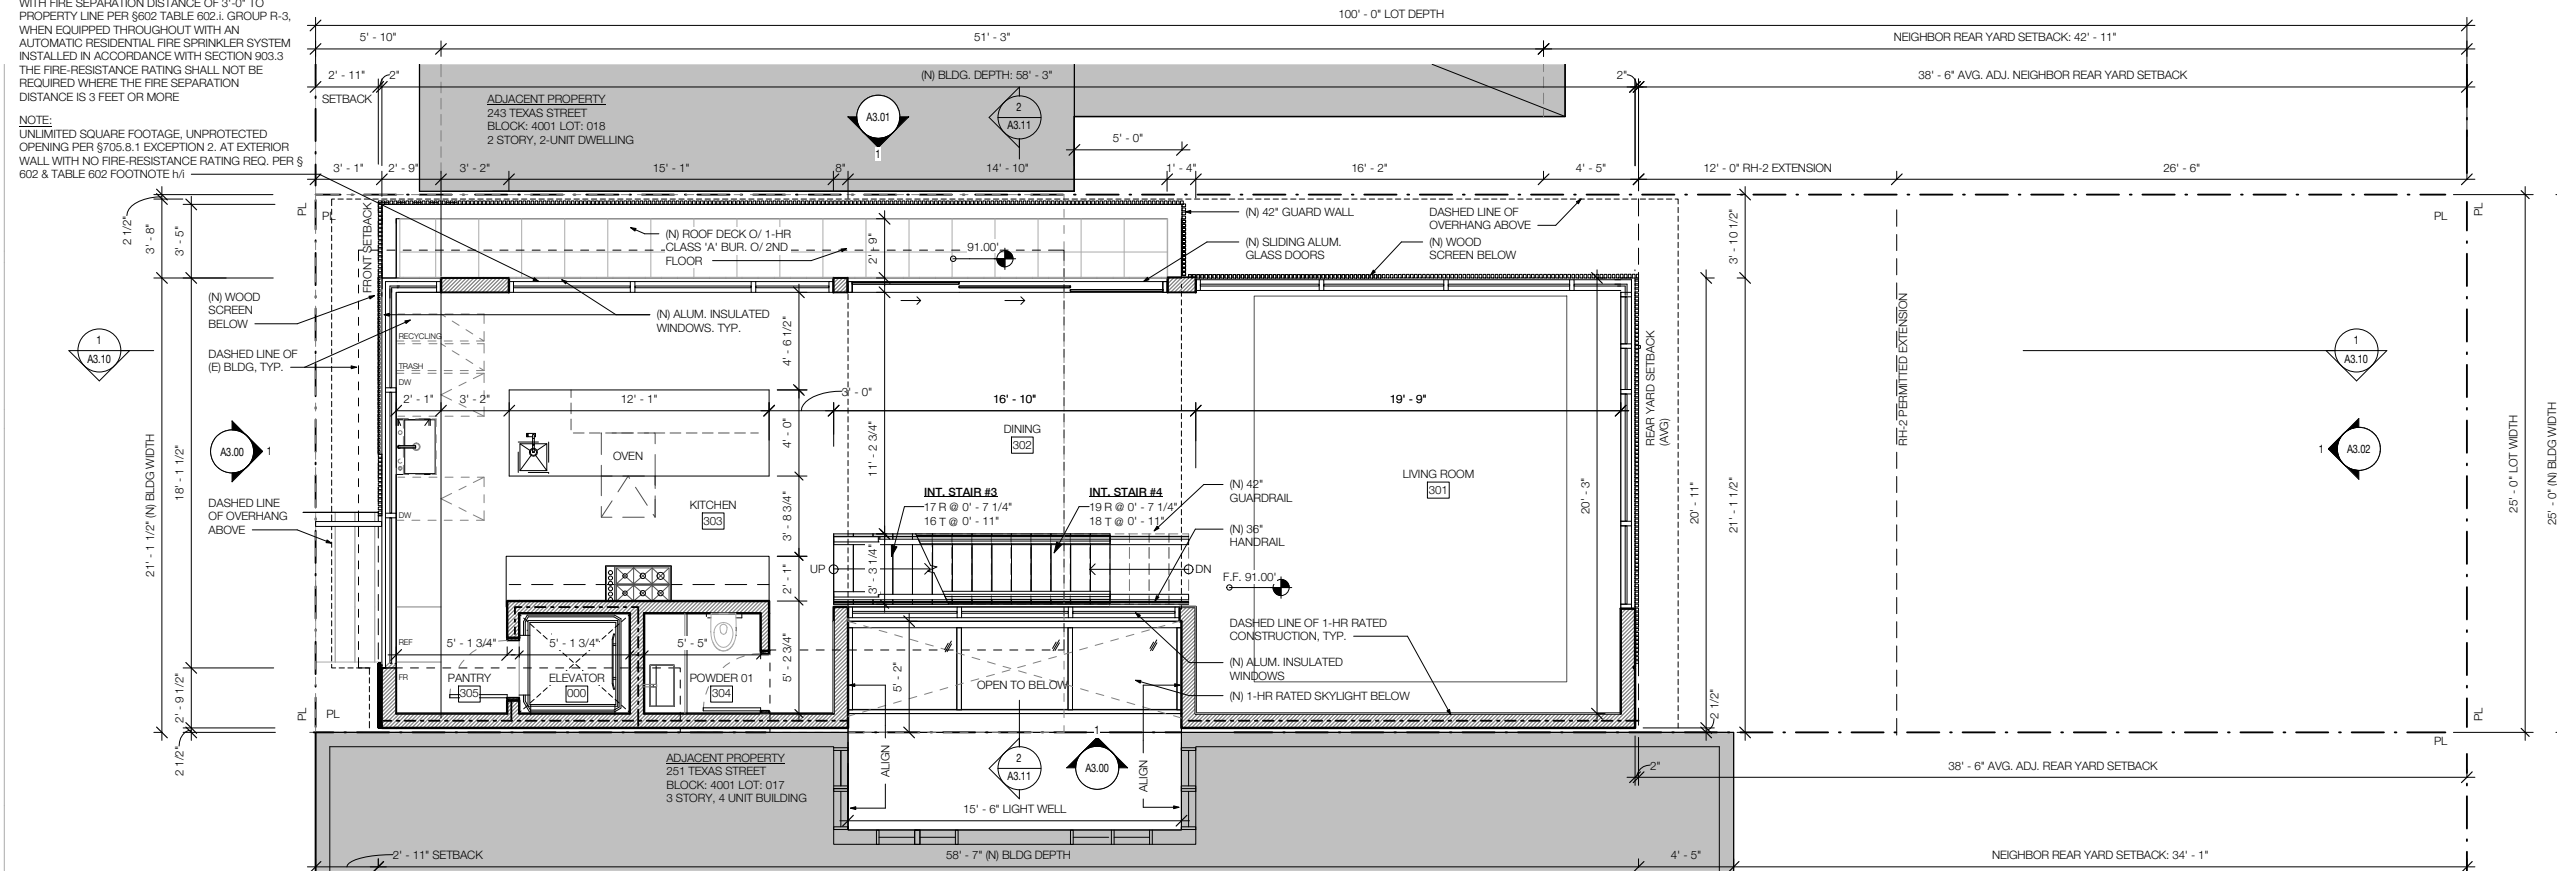 WITH FIRE SEPARATION DISTANCE OF 3'-0" TO
PROPERTY LINE PER §602 TABLE 602.i. GROUP R-3,
WHEN EQUIPPED THROUGHOUT WITH AN
AUTOMATIC RESIDENTIAL FIRE SPRINKLER SYSTEM
INSTALLED IN ACCORDANCE WITH SECTION 903.3
THE FIRE-RESISTANCE RATING SHALL NOT BE
REQUIRED WHERE THE FIRE SEPARATION
DISTANCE IS 3 FEET OR MORE
NOTE:
UNLIMITED SQUARE FOOTAGE, UNPROTECTED
OPENING PER §705.8.1 EXCEPTION 2. AT EXTERIOR
WALL WITH NO FIRE-RESISTANCE RATING REQ. PER §
602 & TABLE 602 FOOTNOTE h/i
100' - 0" LOT DEPTH
5' - 10"
51' - 3"
NEIGHBOR REAR YARD SETBACK: 42' - 11"
2' - 11"
SETBACK
2"
(N) BLDG. DEPTH: 58' - 3"
2"
38' - 6" AVG. ADJ. NEIGHBOR REAR YARD SETBACK
ADJACENT PROPERTY
243 TEXAS STREET
BLOCK: 4001 LOT: 018
2 STORY, 2-UNIT DWELLING
A3.01
1
2
A3.11
5' - 0"
3' - 1"
2' - 9"
3' - 2"
15' - 1"
8"
14' - 10"
1' - 4"
16' - 2"
4' - 5"
12' - 0" RH-2 EXTENSION
26' - 6"
PL
PL
FRONT SETBACK
2 1/2"
3' - 8"
3' - 5"
(N) ROOF DECK O/ 1-HR
CLASS 'A' BUR. O/ 2ND
FLOOR
2' - 9"
91.00'
(N) 42" GUARD WALL
(N) SLIDING ALUM.
GLASS DOORS
DASHED LINE OF
OVERHANG ABOVE
(N) WOOD
SCREEN BELOW
3' - 10 1/2"
PL
PL
(N) WOOD
SCREEN
BELOW
(N) ALUM. INSULATED
WINDOWS. TYP.
4' - 6 1/2"
1
A3.10
DASHED LINE OF
(E) BLDG, TYP.
RECYCLING
TRASH
DW
REAR YARD SETBACK
(AVG)
RH-2 PERMITTED EXTENSION
1
A3.10
2' - 1"
3' - 2"
12' - 1"
3' - 0"
16' - 10"
19' - 9"
21' - 1 1/2" (N) BLDG WIDTH
18' - 1 1/2"
A3.00
1
OVEN
4' - 0"
11' - 2 3/4"
DINING
302
LIVING ROOM
301
1
A3.02
25' - 0" LOT WIDTH
25' - 0" (N) BLDG WIDTH
DASHED LINE
OF OVERHANG
ABOVE
DW
KITCHEN
303
3' - 8 3/4"
INT. STAIR #3
17 R @ 0' - 7 1/4"
16 T @ 0' - 11"
INT. STAIR #4
19 R @ 0' - 7 1/4"
18 T @ 0' - 11"
(N) 42"
GUARDRAIL
(N) 36"
HANDRAIL
20' - 3"
20' - 11"
21' - 1 1/2"
2' - 1"
UP
3' - 3 1/4"
DN
F.F. 91.00'
REF
5' - 1 3/4"
5' - 1 3/4"
5' - 5"
5' - 2 3/4"
5' - 2"
DASHED LINE OF 1-HR RATED
CONSTRUCTION, TYP.
FR
PANTRY
305
ELEVATOR
000
POWDER 01
304
OPEN TO BELOW
(N) ALUM. INSULATED
WINDOWS
(N) 1-HR RATED SKYLIGHT BELOW
2' - 9 1/2"
2 1/2"
PL
PL
2 1/2"
PL
PL
ADJACENT PROPERTY
251 TEXAS STREET
BLOCK: 4001 LOT: 017
3 STORY, 4 UNIT BUILDING
ALIGN
2
A3.11
1
A3.00
ALIGN
2"
38' - 6" AVG. ADJ. REAR YARD SETBACK
15' - 6" LIGHT WELL
2' - 11" SETBACK
58' - 7" (N) BLDG DEPTH
4' - 5"
NEIGHBOR REAR YARD SETBACK: 34' - 1"